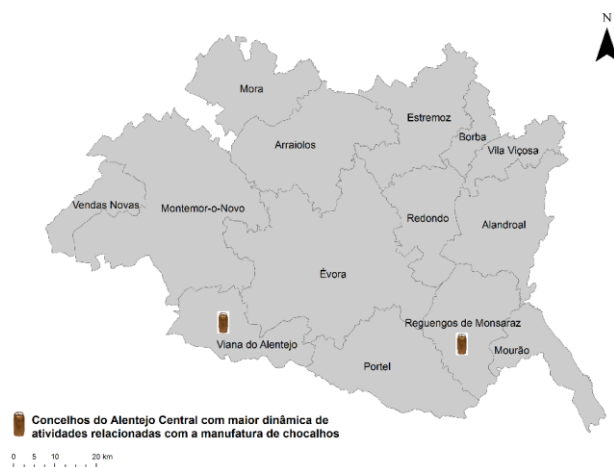 N
Mora
Estremoz
Arraiolos
Borba
Vila Viçosa
Vendas Novas
Montemor-o-Novo
Redondo
Alandroal
Évora
Reguengos de Monsaraz
Viana do Alentejo
Mourão
Portel
Concelhos do Alentejo Central com maior dinâmica de
atividades relacionadas com a manufatura de chocalhos
0 5 10 20 km